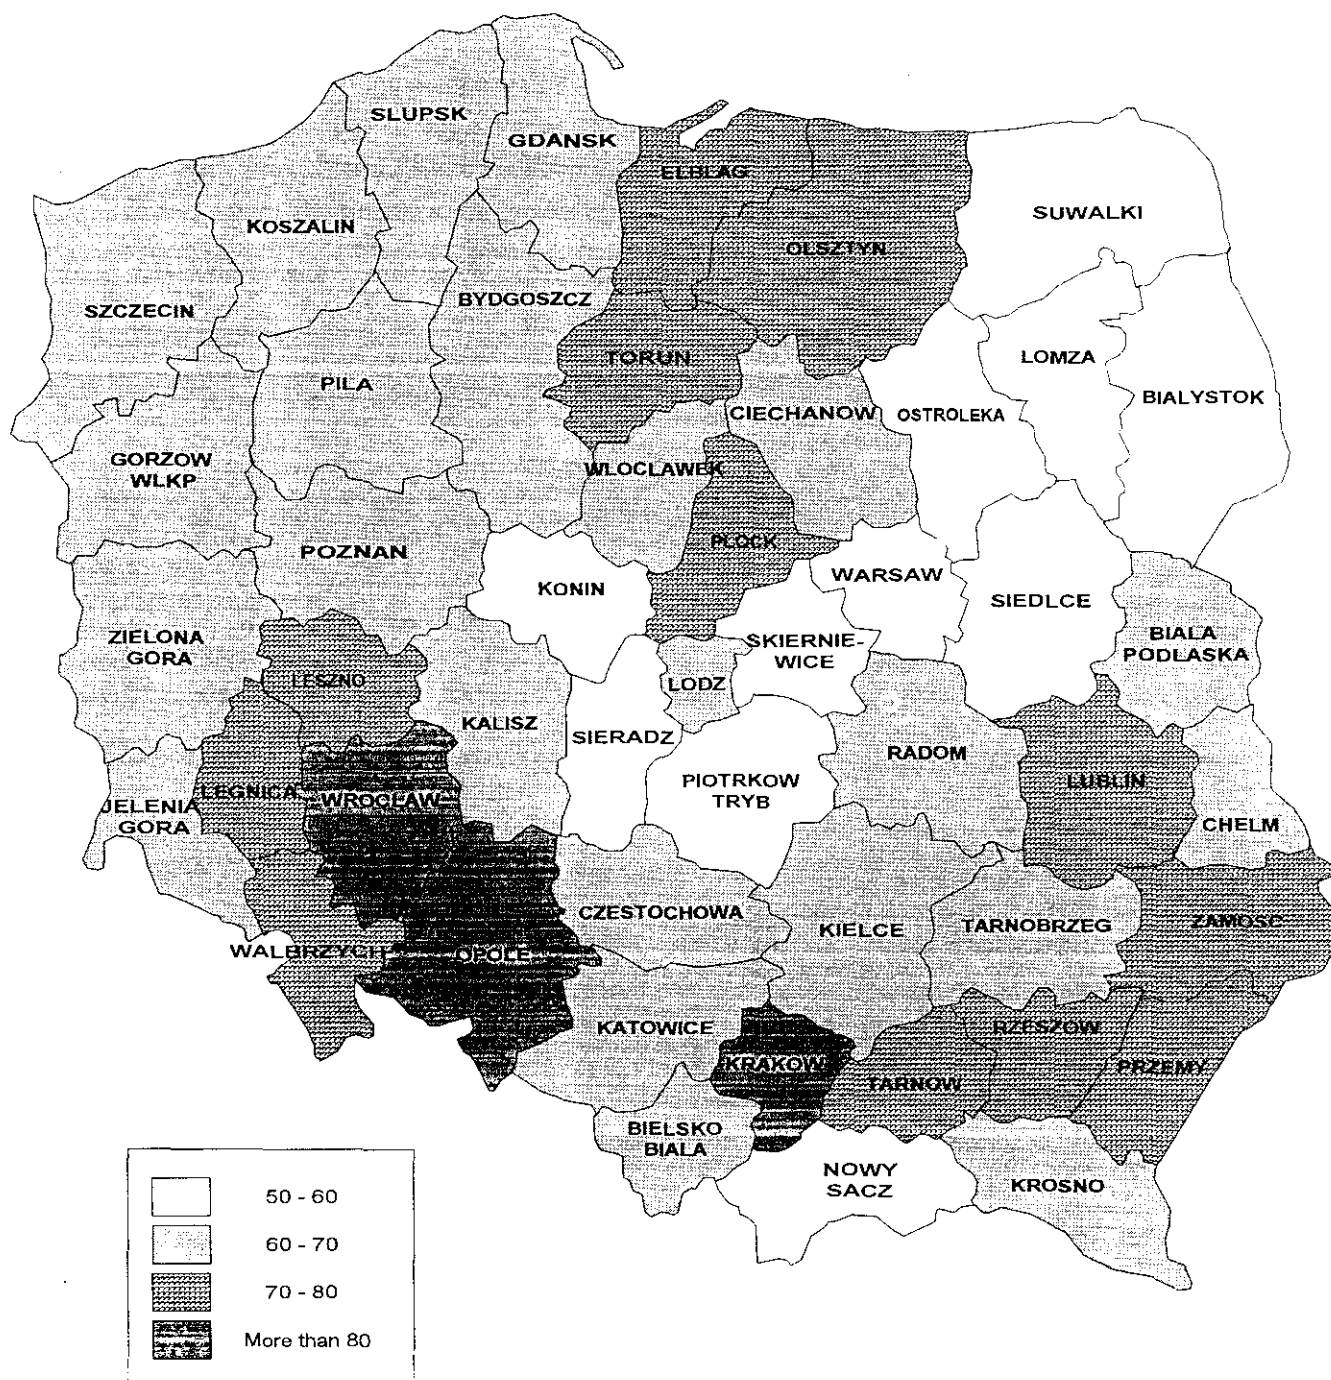 SLUPSK
GDANSK
ELBLAG
KOSZALIN
SUWALKI
OLSZTYN
SZCZECIN
BYDGOSZCZ
TORUN
LOMZA
PILA
BIALYSTOK
CIECHANOW
OSTROLEKA
GORZOW
WLKP
WLOCLAWEK
POZNAN
PLOCK
KONIN
WARSAW
SIEDLCE
ZIELONA
GORA
SKIERNIE-
WICE
BIALA
PODLASKA
LESZNO
LODZ
KALISZ
SIERADZ
RADOM
PIOTRKOW
TRYB
LUBLIN
JELENIA
GORA
LEGNICA
WROCLAW
CHELM
CZESTOCHOWA
KIELCE
TARNOBRZEG
ZAMOSC
WALBRZYCH
OPOLE
KATOWICE
RZESZOW
KRAKOW
TARNOW
PRZEMY
BIELSKO
BIALA
NOWY
SACZ
KROSNO
50 - 60
60 - 70
70 - 80
More than 80